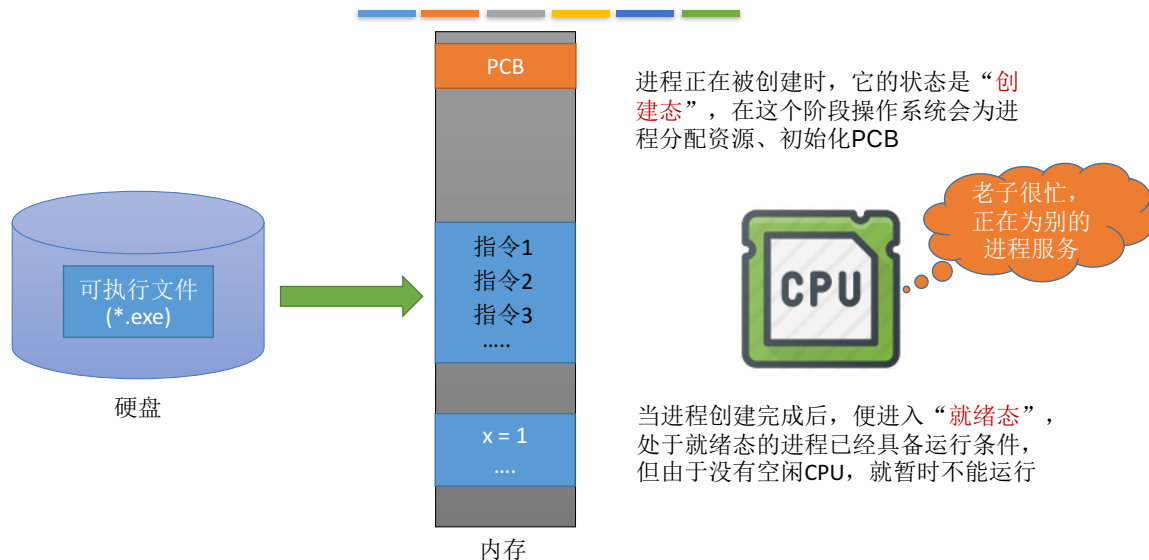 PCB
进程正在被创建时，它的状态是“创
建态”，在这个阶段操作系统会为进
程分配资源、初始化PCB
老子很忙，
正在为别的
进程服务
CPU
可执行文件
(*.exe)
硬盘
指令1
指令2
指令3
…..
x = 1
….
内存
当进程创建完成后，便进入“就绪态”，
处于就绪态的进程已经具备运行条件，
但由于没有空闲CPU，就暂时不能运行